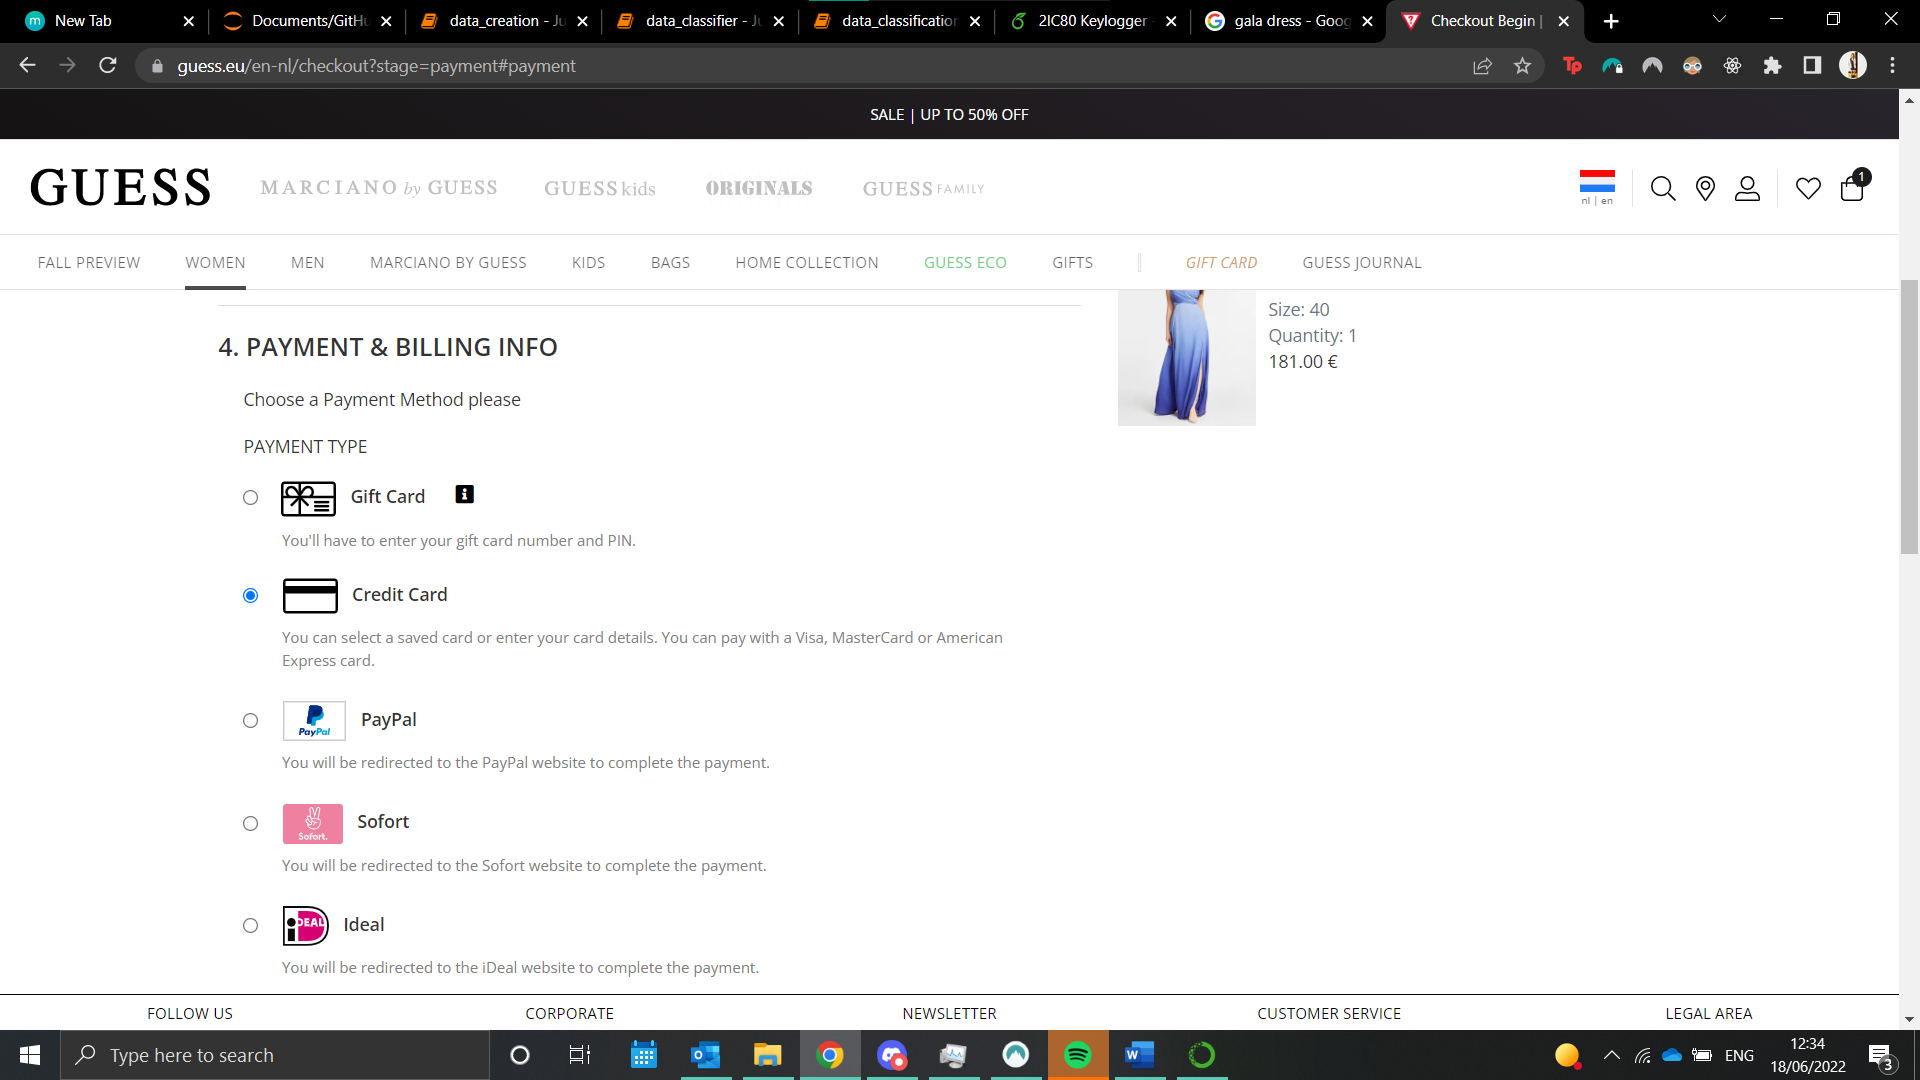 New Tab
Documents/GitHu
data_creation - Ju
data_classifier - Ju
data_classification
2IC80 Keylogger -
gala dress - Goog
Checkout Begin |
guess.eu/en-nl/checkout?stage=payment#payment
SALE | UP TO 50% OFF
GUESS
MARCIANO by GUESS
GUESS kids
ORIGINALS
GUESS FAMILY
nl | en
1
FALL PREVIEW
WOMEN
MEN
MARCIANO BY GUESS
KIDS
BAGS
HOME COLLECTION
GUESS ECO
GIFTS
GIFT CARD
GUESS JOURNAL
Size: 40
Quantity: 1
181.00 €
4. PAYMENT & BILLING INFO
Choose a Payment Method please
PAYMENT TYPE
Gift Card
You'll have to enter your gift card number and PIN.
Credit Card
You can select a saved card or enter your card details. You can pay with a Visa, MasterCard or American
Express card.
PayPal
PayPal
You will be redirected to the PayPal website to complete the payment.
Sofort.
Sofort
You will be redirected to the Sofort website to complete the payment.
iDEAL
Ideal
You will be redirected to the iDeal website to complete the payment.
FOLLOW US
CORPORATE
NEWSLETTER
CUSTOMER SERVICE
LEGAL AREA
Type here to search
ENG
12:34
18/06/2022
3